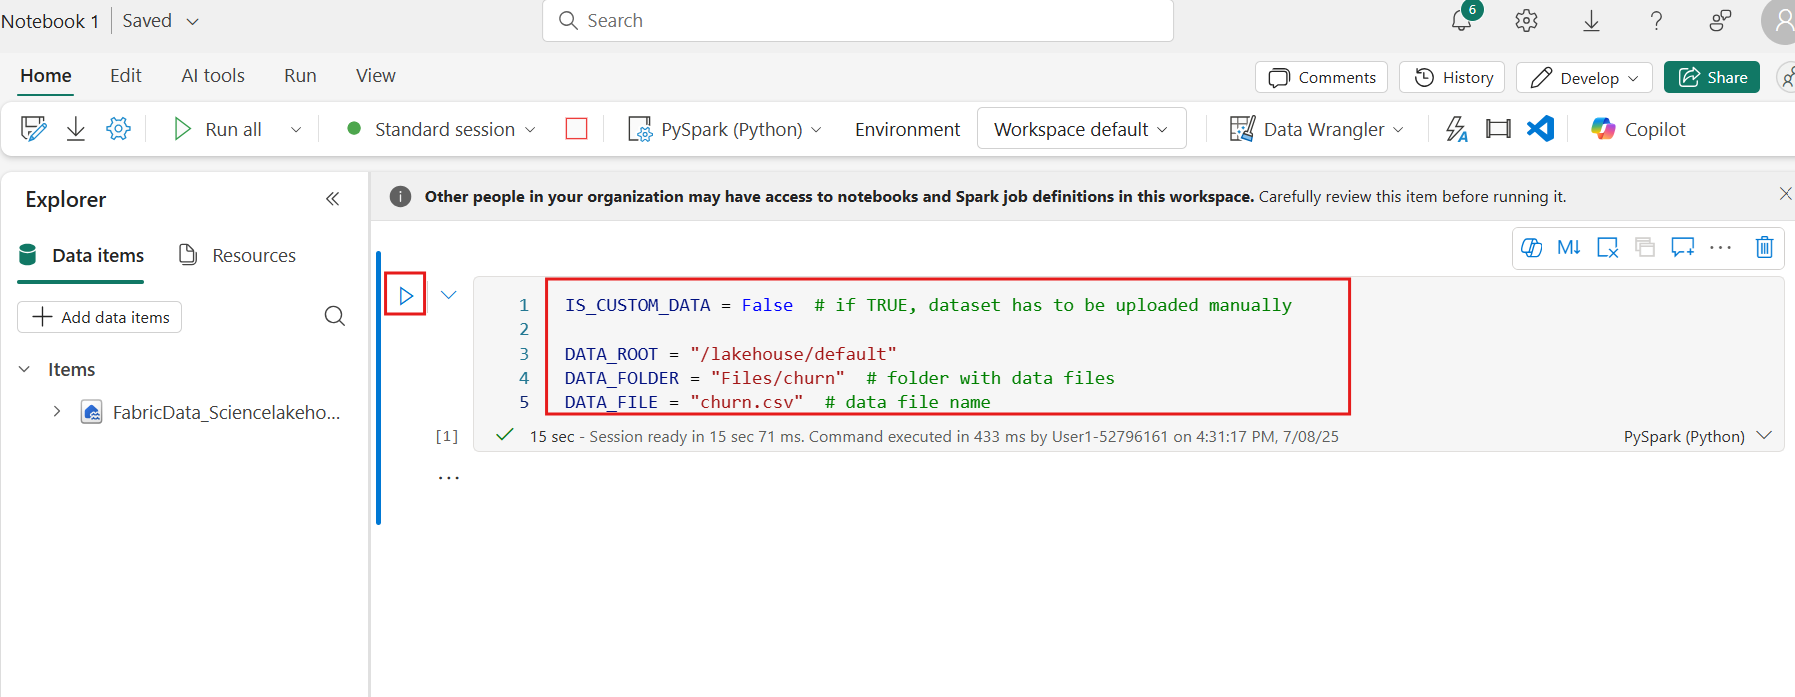 Notebook 1 Saved
Search
6
Home Edit AI tools Run View
Comments History Develop Share
Run all Standard session PySpark (Python) Environment Workspace default Data Wrangler Copilot
Explorer
Other people in your organization may have access to notebooks and Spark job definitions in this workspace. Carefully review this item before running it.
Data items Resources
Add data items
Items
FabricData_Sciencelakeho...
M↓
1 IS_CUSTOM_DATA = False # if TRUE, dataset has to be uploaded manually
2
3 DATA_ROOT = "/lakehouse/default"
4 DATA_FOLDER = "Files/churn" # folder with data files
5 DATA_FILE = "churn.csv" # data file name
[1] 15 sec - Session ready in 15 sec 71 ms. Command executed in 433 ms by User1-52796161 on 4:31:17 PM, 7/08/25 PySpark (Python)